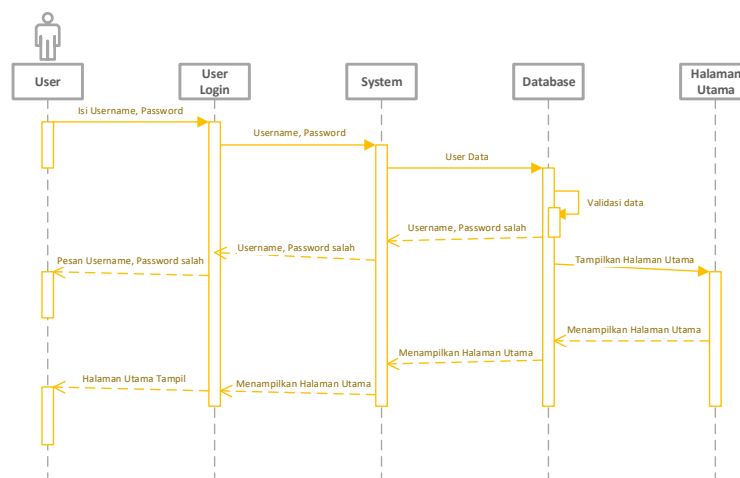 User
User
Login
System
Database
Halaman
Utama
Isi Username, Password
Username, Password
User Data
Validasi data
Username, Password salah
Username, Password salah
Pesan Username, Password salah
Tampilkan Halaman Utama
Menampilkan Halaman Utama
Menampilkan Halaman Utama
Menampilkan Halaman Utama
Halaman Utama Tampil